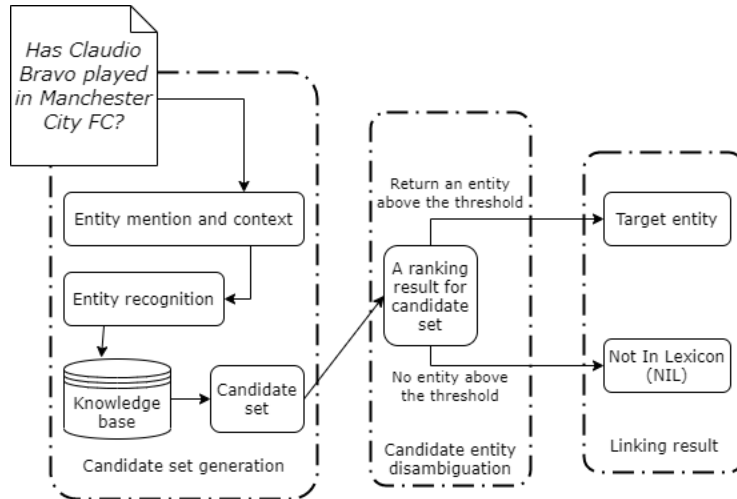 Has Claudio
Bravo played
in Manchester
City FC?
Entity mention and context
Entity recognition
Knowledge
base
Candidate
set
Candidate set generation
Return an entity
above the threshold
A ranking
result for
candidate
set
No entity above
the threshold
Candidate entity
disambiguation
Target entity
Not In Lexicon
(NIL)
Linking result